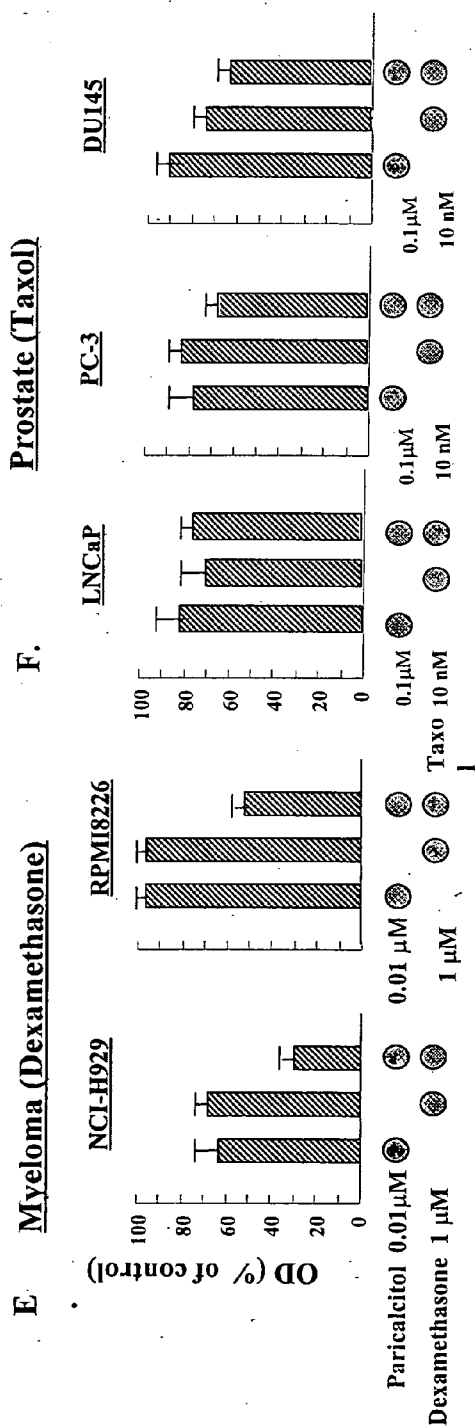 E Myeloma (Dexamethasone)
NCI-H929
RPMI8226
OD (% of control)
100
80
60
40
20
0
Paricalcitol 0.01μM
0.01 μM
Dexamethasone 1 μM
1 μM
F. Prostate (Taxol)
LNCaP
PC-3
DU145
100
80
60
40
20
0
0.1μM
0.1μM
0.1μM
Taxo 10 nM
10 nM
10 nM
l